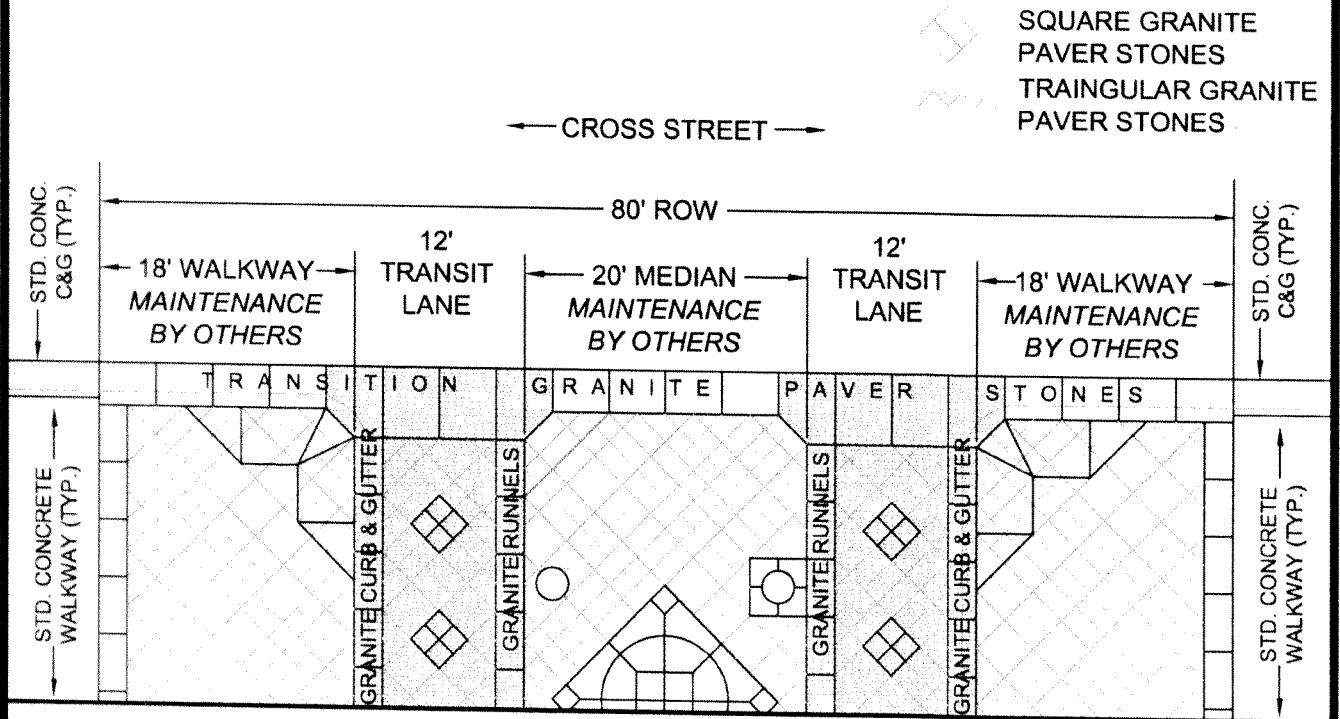 SQUARE GRANITE
PAVER STONES
TRAINGULAR GRANITE
PAVER STONES
CROSS STREET
80' ROW
STD. CONC.
C&G (TYP.)
18' WALKWAY
MAINTENANCE
BY OTHERS
12'
TRANSIT
LANE
20' MEDIAN
MAINTENANCE
BY OTHERS
12'
TRANSIT
LANE
18' WALKWAY
MAINTENANCE
BY OTHERS
STD. CONC.
C&G (TYP.)
TRANSITION GRANITE PAVER STONES
STD. CONCRETE
WALKWAY (TYP.)
GRANITE CURB & GUTTER
GRANITE RUNNELS
GRANITE RUNNELS
GRANITE CURB & GUTTER
STD. CONCRETE
WALKWAY (TYP.)